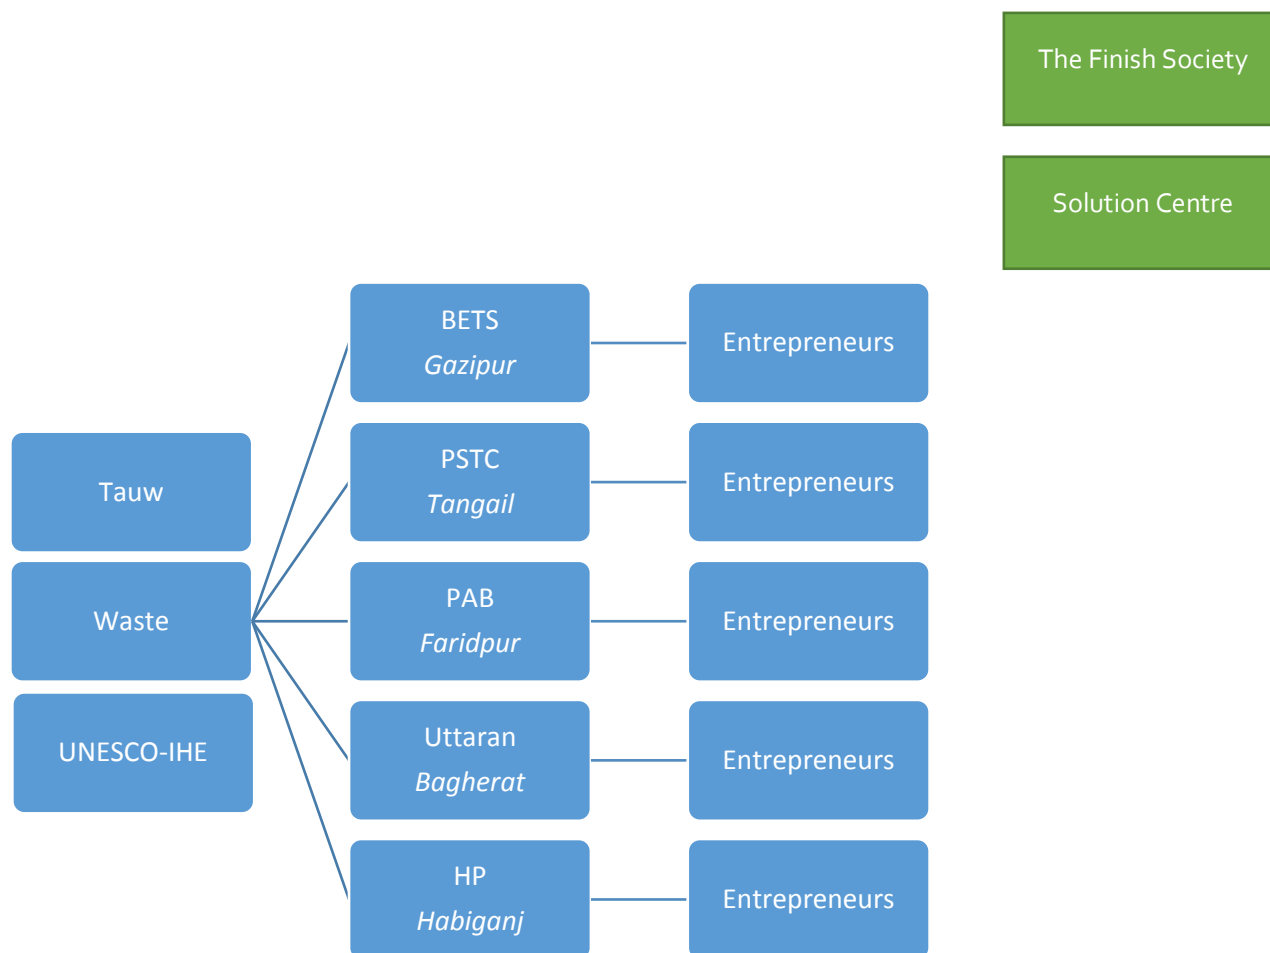 The Finish Society
Solution Centre
BETS
Gazipur
Entrepreneurs
Tauw
PSTC
Tangail
Entrepreneurs
Waste
PAB
Faridpur
Entrepreneurs
UNESCO-IHE
Uttaran
Bagherat
Entrepreneurs
HP
Habiganj
Entrepreneurs